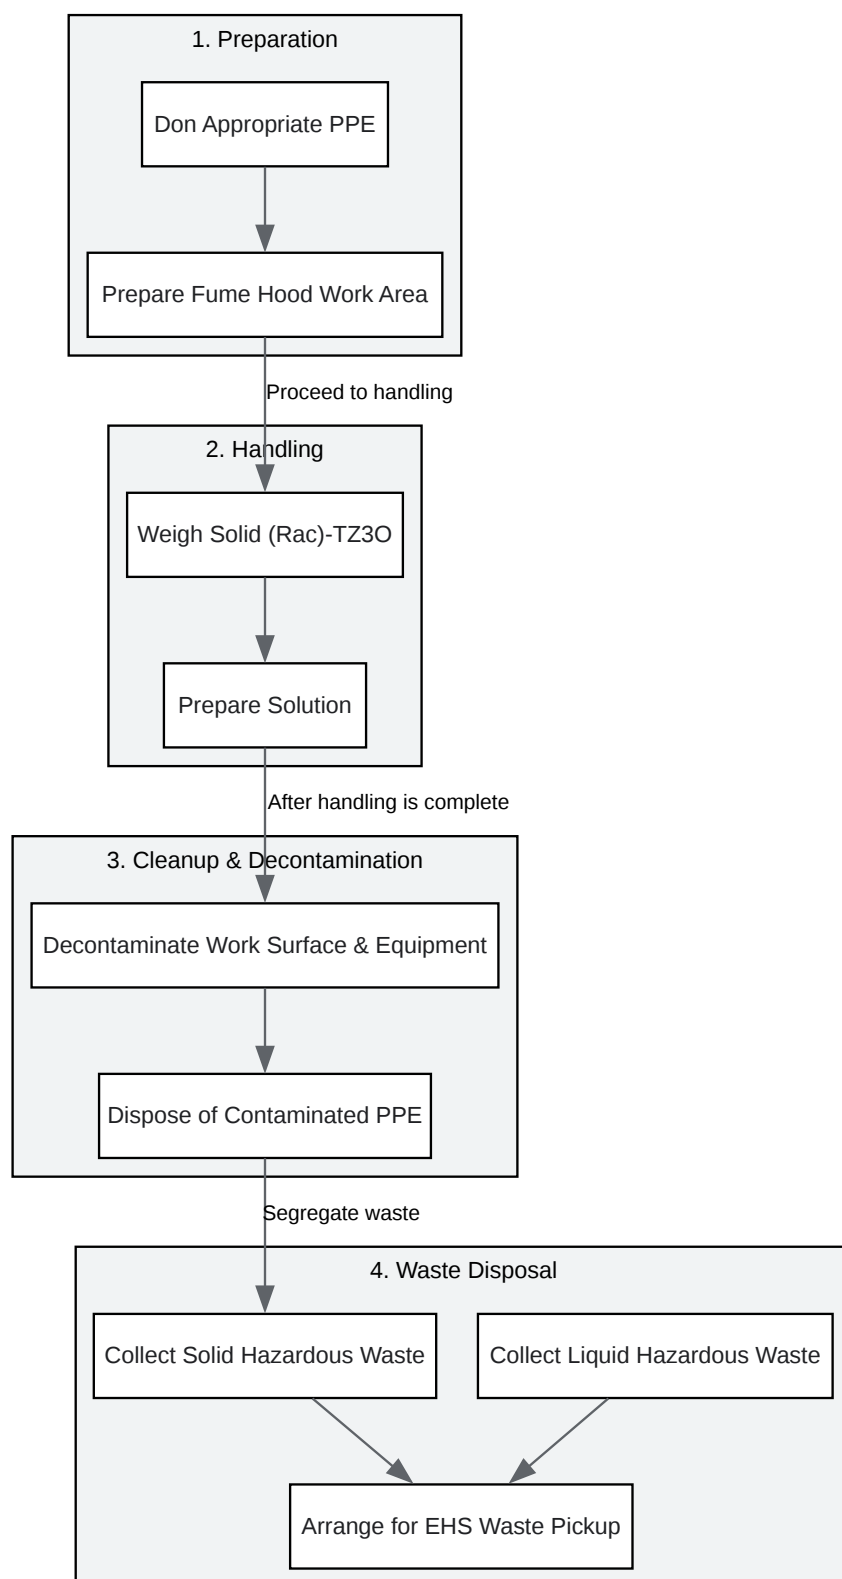 1. Preparation
Don Appropriate PPE
Prepare Fume Hood Work Area
Proceed to handling
2. Handling
Weigh Solid (Rac)-TZ3O
Prepare Solution
After handling is complete
3. Cleanup & Decontamination
Decontaminate Work Surface & Equipment
Dispose of Contaminated PPE
Segregate waste
4. Waste Disposal
Collect Solid Hazardous Waste
Collect Liquid Hazardous Waste
Arrange for EHS Waste Pickup